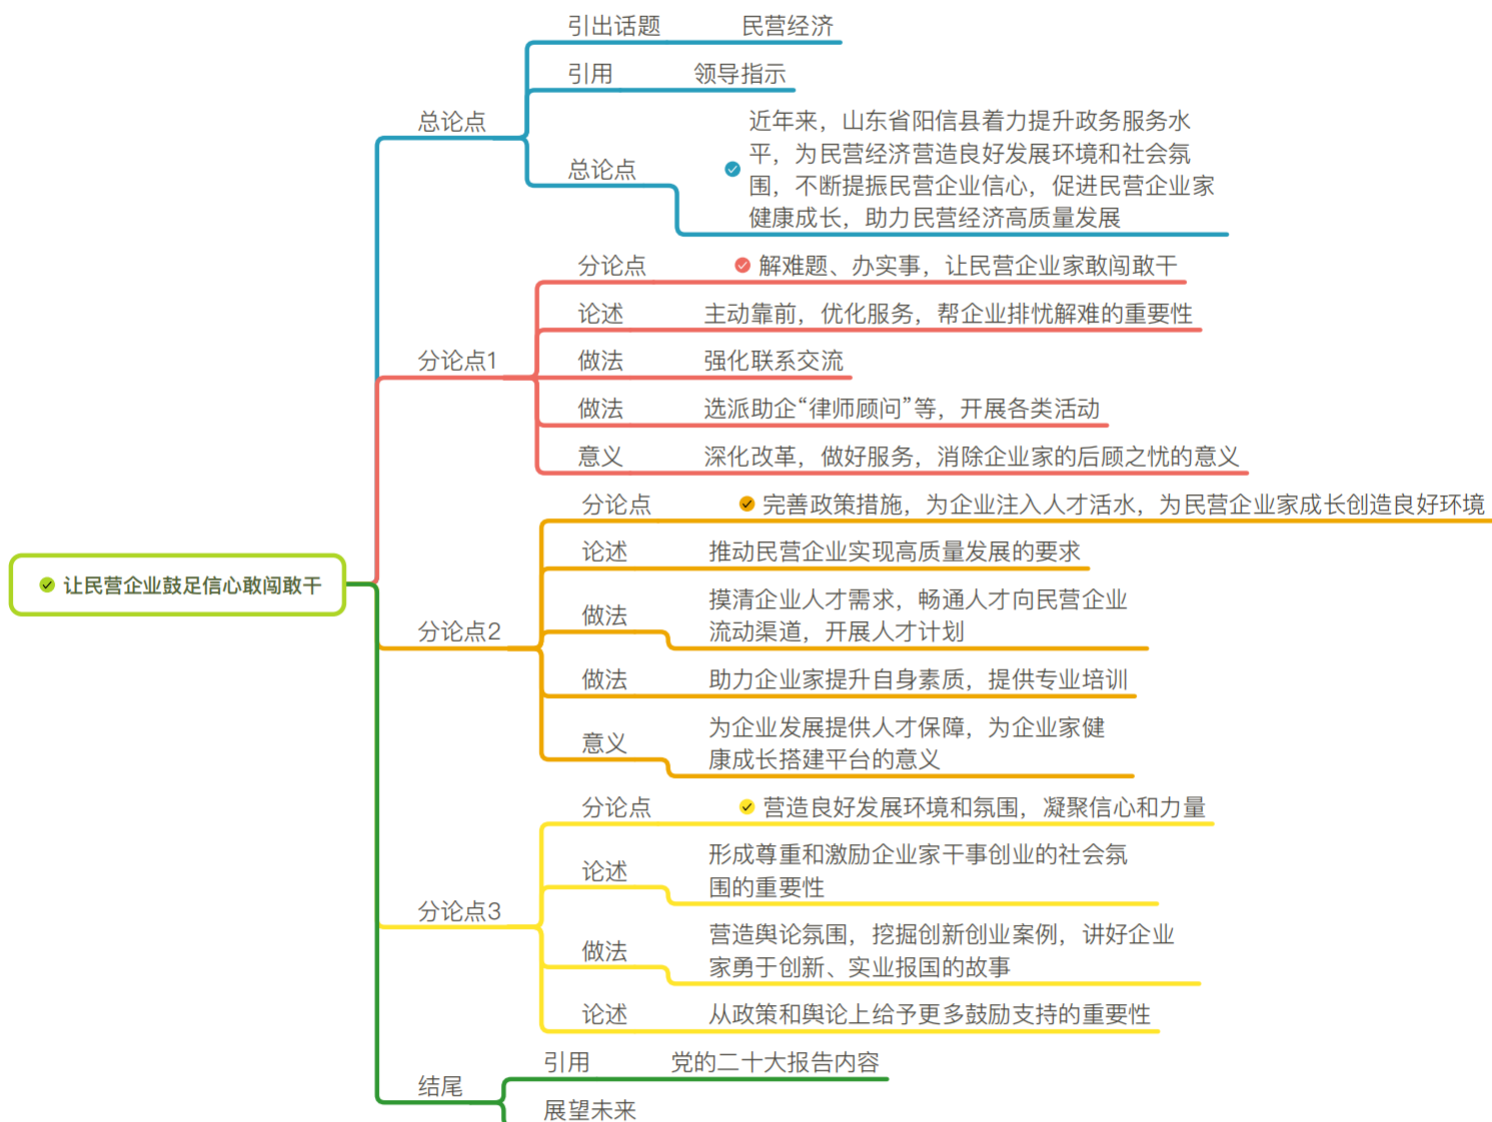 引出话题
民营经济
引用
领导指示
总论点
总论点
近年来，山东省阳信县着力提升政务服务水
平，为民营经济营造良好发展环境和社会氛
围，不断提振民营企业信心，促进民营企业家
健康成长，助力民营经济高质量发展
分论点
解难题、办实事，让民营企业家敢闯敢干
论述
主动靠前，优化服务，帮企业排忧解难的重要性
分论点1
做法
强化联系交流
做法
选派助企“律师顾问”等，开展各类活动
意义
深化改革，做好服务，消除企业家的后顾之忧的意义
分论点
完善政策措施，为企业注入人才活水，为民营企业家成长创造良好环境
论述
推动民营企业实现高质量发展的要求
让民营企业鼓足信心敢闯敢干
分论点2
做法
摸清企业人才需求，畅通人才向民营企业
流动渠道，开展人才计划
做法
助力企业家提升自身素质，提供专业培训
意义
为企业发展提供人才保障，为企业家健
康成长搭建平台的意义
分论点
营造良好发展环境和氛围，凝聚信心和力量
论述
形成尊重和激励企业家干事创业的社会氛
围的重要性
分论点3
做法
营造舆论氛围，挖掘创新创业案例，讲好企业
家勇于创新、实业报国的故事
论述
从政策和舆论上给予更多鼓励支持的重要性
结尾
引用
党的二十大报告内容
展望未来